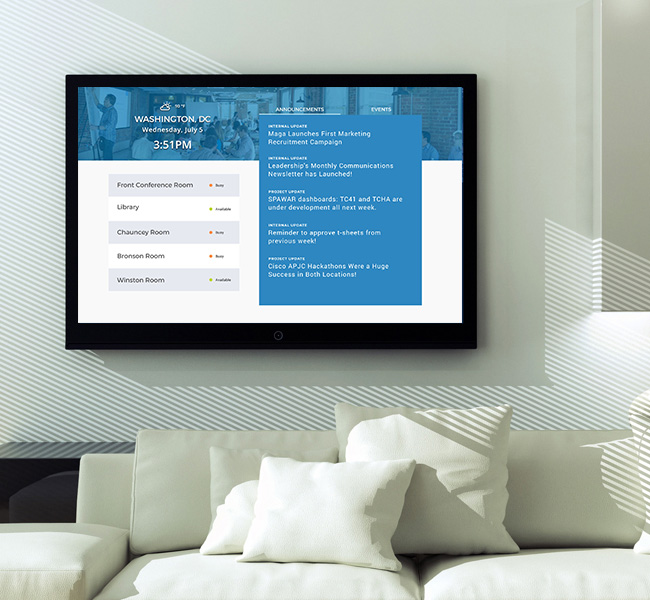 WASHINGTON, DC
Wednesday, July 5
3:51PM
ANNOUNCEMENTS
EVENTS
INTERNAL UPDATE
Maga Launches First Marketing
Recruitment Campaign
INTERNAL UPDATE
Leadership's Monthly Communications
Newsletter has Launched!
PROJECT UPDATE
SPAWAR dashboards: TC41 and TCHA are
under development all next week.
INTERNAL UPDATE
Reminder to approve t-sheets from
previous week!
PROJECT UPDATE
Cisco APJC Hackathons Were a Huge
Success in Both Locations!
Front Conference Room Busy
Library Available
Chauncey Room Busy
Bronson Room Busy
Winston Room Available